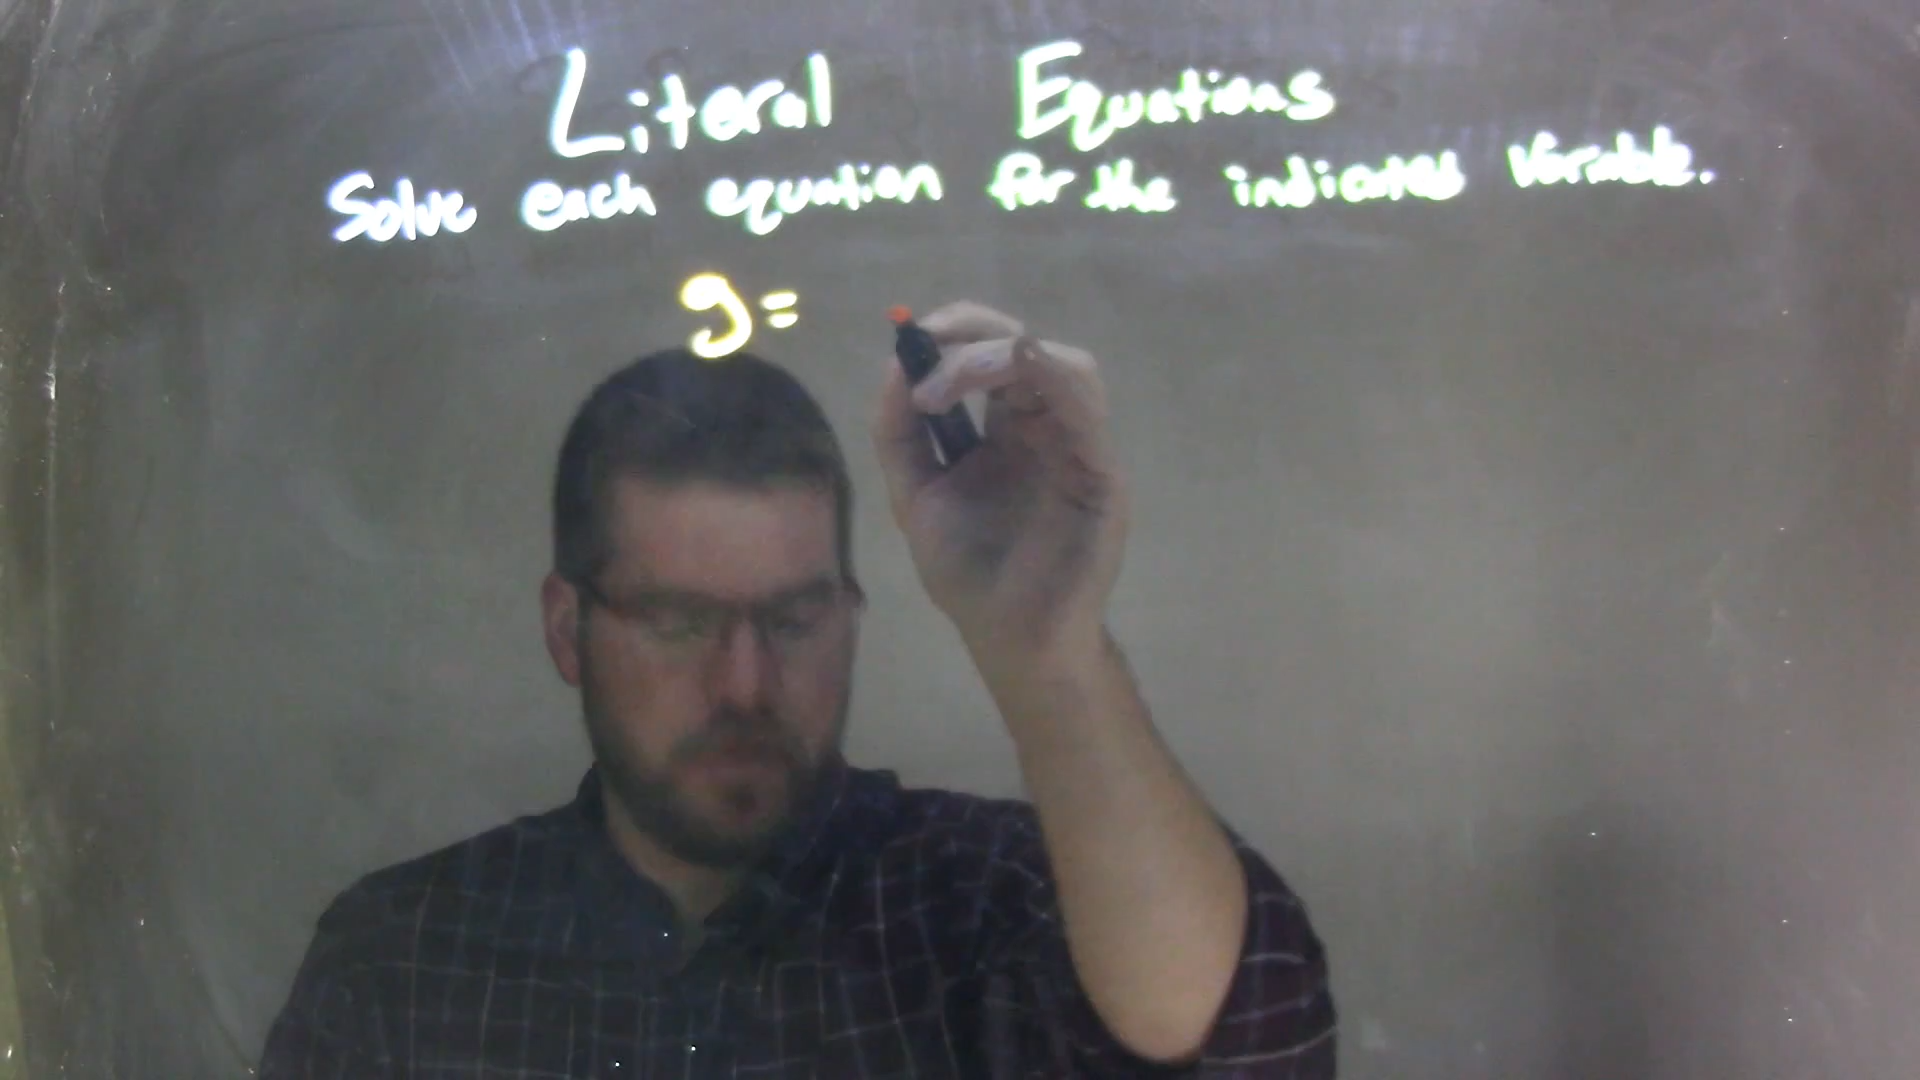 Literal Equations
Solve each equation for the indicated variable.
g =